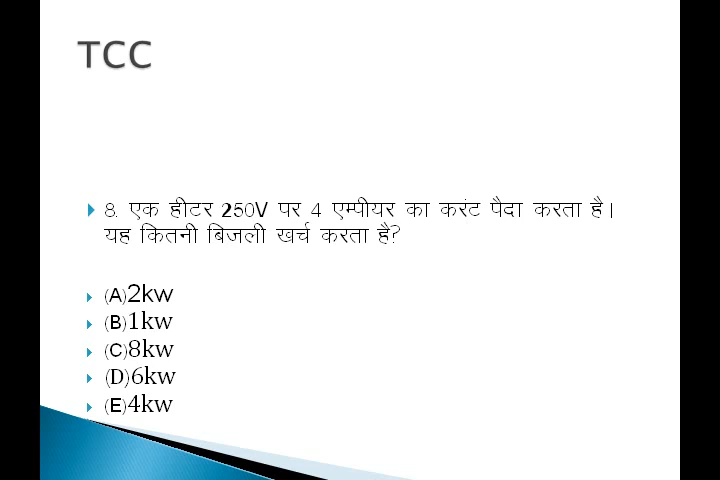 TCC
8. एक हीटर 250V पर 4 एम्पीयर का करंट पैदा करता है।
यह कितनी बिजली खर्च करता है?
(A)2kw
(B)1kw
(C)8kw
(D)6kw
(E)4kw